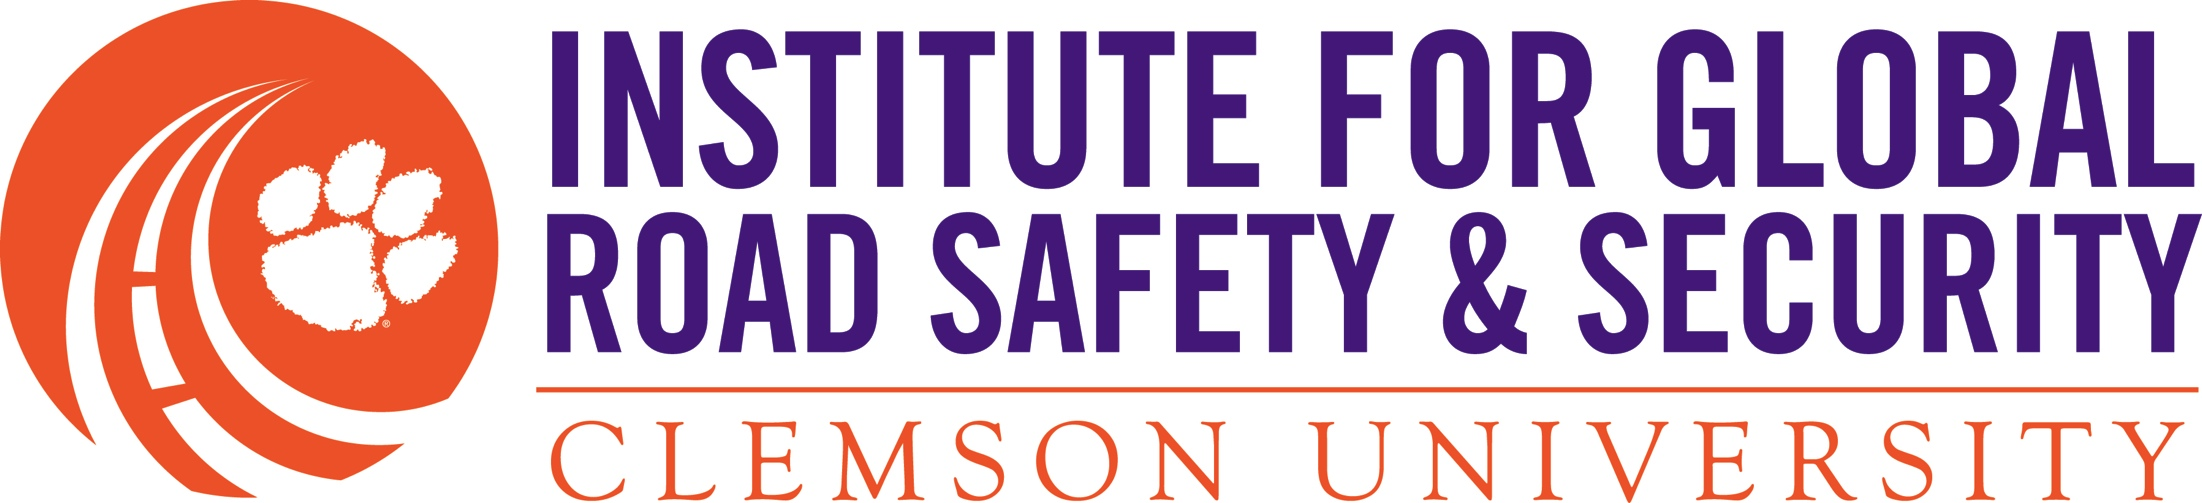 INSTITUTE FOR GLOBAL
ROAD SAFETY & SECURITY
CLEMSON UNIVERSITY
®